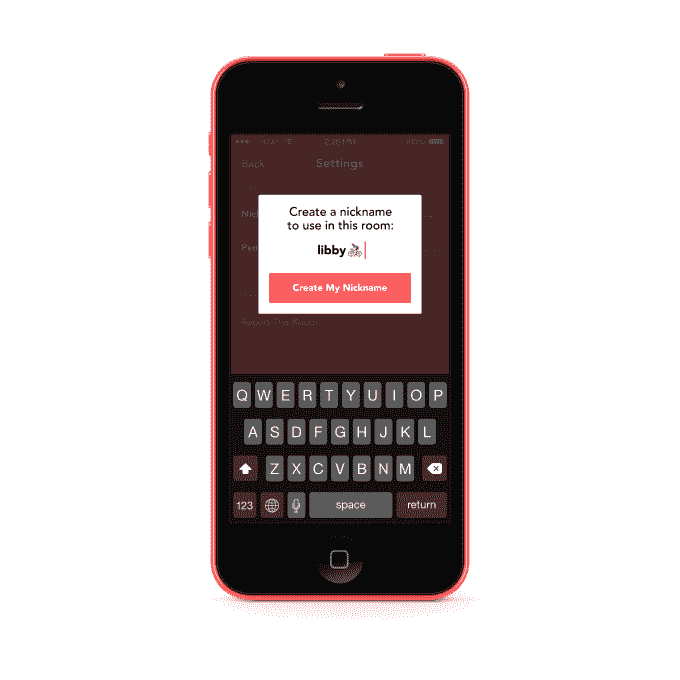 Back Settings
Create a nickname
to use in this room:
libby
Create My Nickname
Q W E R T Y U I O P
A S D F G H J K L
Z X C V B N M
123 space return